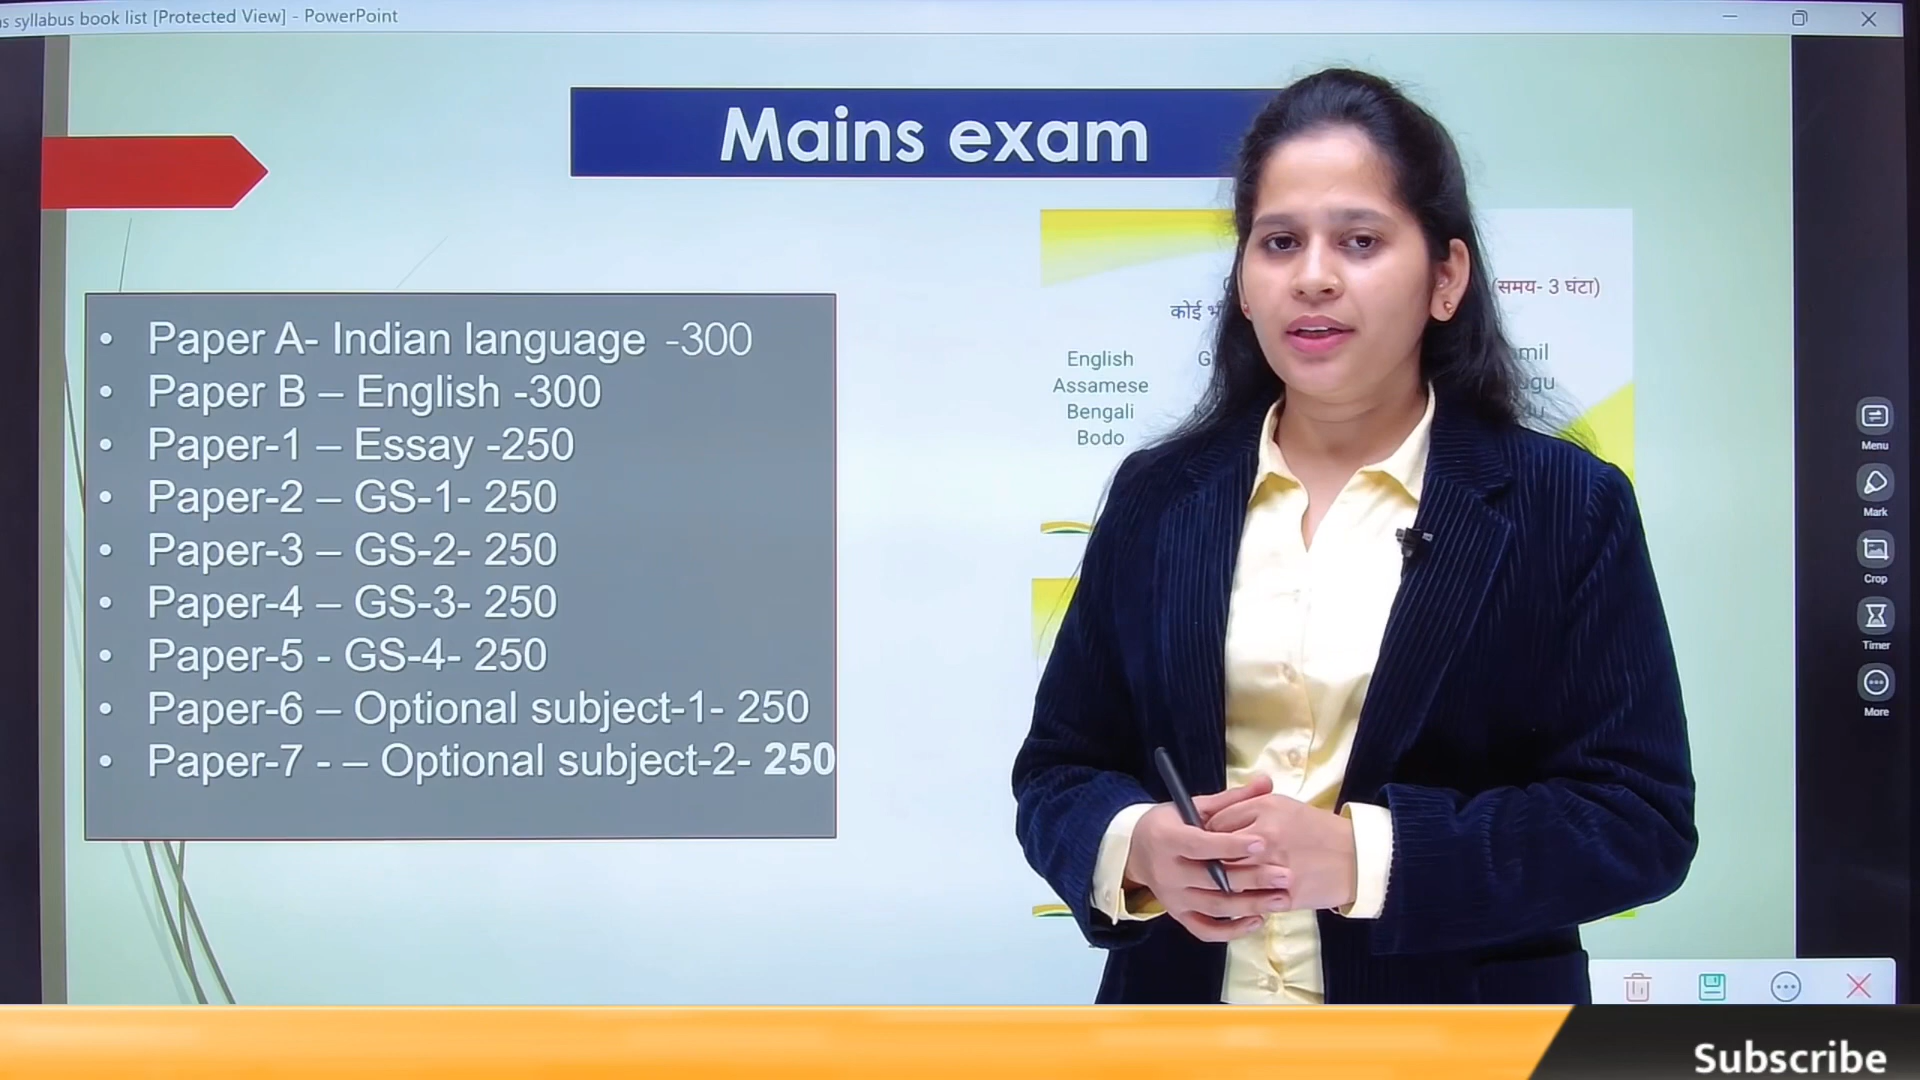 s syllabus book list [Protected View] - PowerPoint
Mains exam
• Paper A- Indian language -300
• Paper B – English -300
• Paper-1 – Essay -250
• Paper-2 – GS-1- 250
• Paper-3 – GS-2- 250
• Paper-4 – GS-3- 250
• Paper-5 - GS-4- 250
• Paper-6 – Optional subject-1- 250
• Paper-7 - – Optional subject-2- 250
(समय- 3 घंटा)
कोई
English
Assamese
Bengali
Bodo
Menu
Mark
Crop
Timer
More
Subscribe